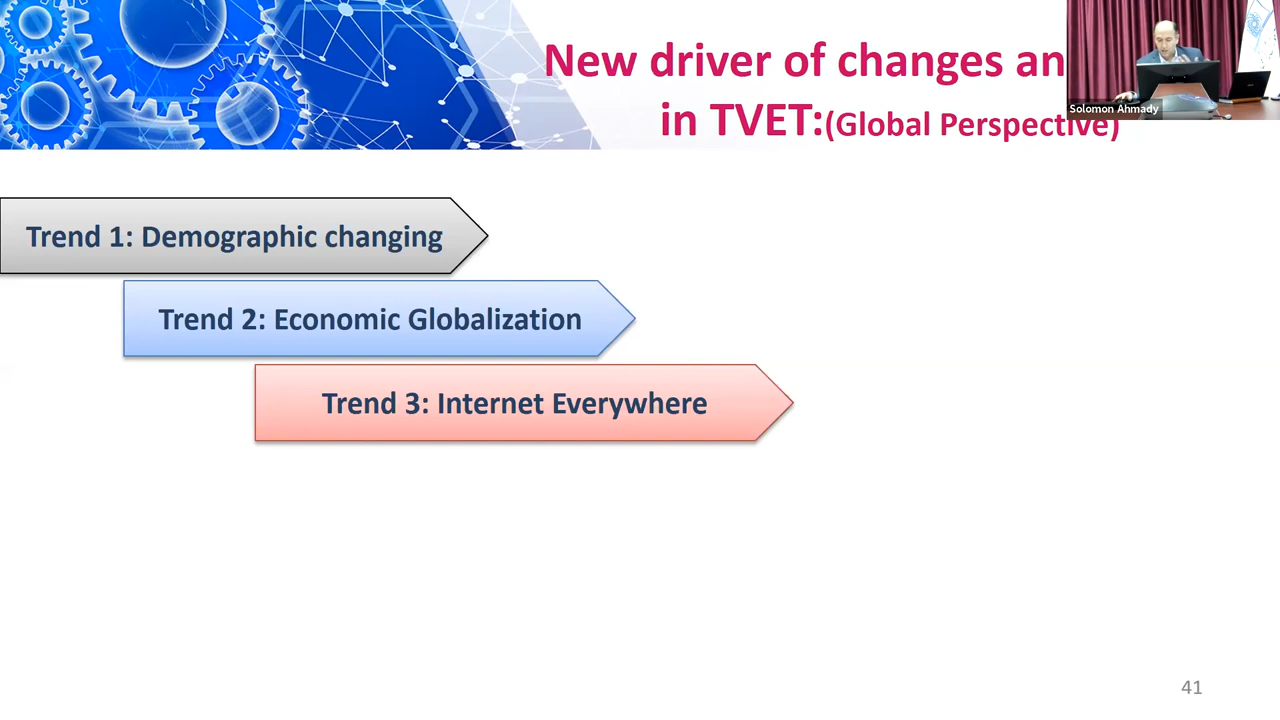 New driver of changes an
in TVET:(Global Perspective)
Solomon Ahmady
Trend 1: Demographic changing
Trend 2: Economic Globalization
Trend 3: Internet Everywhere
41